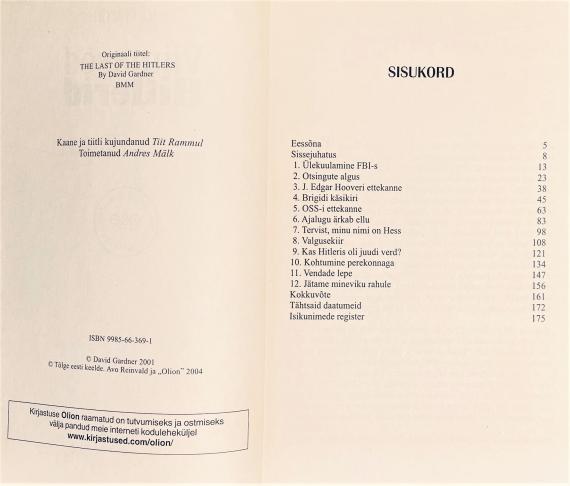 Originaali tiitel:
THE LAST OF THE HITLERS
By David Gardner
BMM
Kaane ja tiitli kujundanud Tiit Rammul
Toimetanud Andres Mälk
ISBN 9985-66-369-1
© David Gardner 2001
© Tõlge eesti keelde. Avo Reinvald ja „Olion” 2004
Kirjastuse Olion raamatud on tutvumiseks ja ostmiseks
välja pandud meie interneti koduleheküljel
www.kirjastused.com/olion/
SISUKORD
Eessõna 5
Sissejuhatus 8
1. Ülekuulamine FBI-s 13
2. Otsingute algus 23
3. J. Edgar Hooveri ettekanne 38
4. Brigidi käsikiri 45
5. OSS-i ettekanne 63
6. Ajalugu ärkab ellu 83
7. Tervist, minu nimi on Hess 98
8. Valgusekiir 108
9. Kas Hitleris oli juudi verd? 121
10. Kohtumine perekonnaga 134
11. Vendade lepe 147
12. Jätame mineviku rahule 156
Kokkuvõte 161
Tähtsaid daatumeid 172
Isikunimede register 175